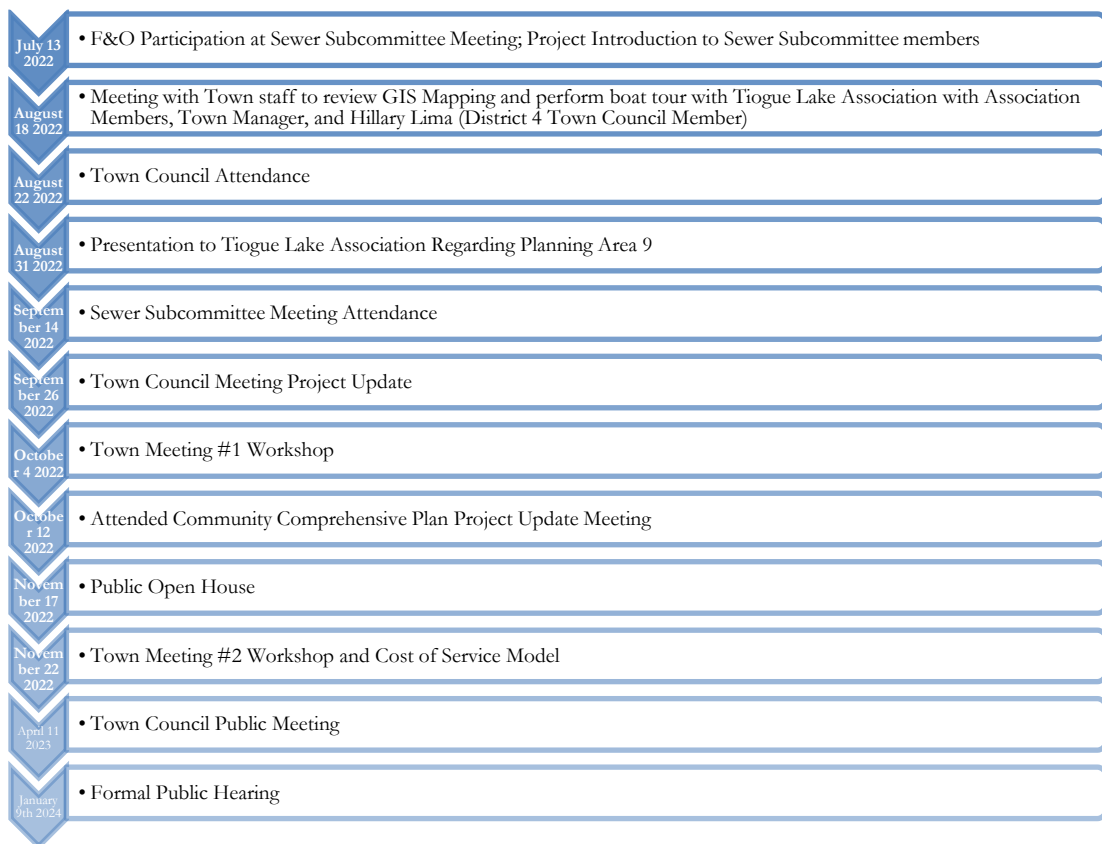 July 13
2022
• F&O Participation at Sewer Subcommittee Meeting; Project Introduction to Sewer Subcommittee members
August
18 2022
• Meeting with Town staff to review GIS Mapping and perform boat tour with Tiogue Lake Association with Association
Members, Town Manager, and Hillary Lima (District 4 Town Council Member)
August
22 2022
• Town Council Attendance
August
31 2022
• Presentation to Tiogue Lake Association Regarding Planning Area 9
Septem
ber 14
2022
• Sewer Subcommittee Meeting Attendance
Septem
ber 26
2022
• Town Council Meeting Project Update
Octobe
r 4 2022
• Town Meeting #1 Workshop
Octobe
r 12
2022
• Attended Community Comprehensive Plan Project Update Meeting
Novem
ber 17
2022
• Public Open House
Novem
ber 22
2022
• Town Meeting #2 Workshop and Cost of Service Model
April 11
2023
• Town Council Public Meeting
January
9th 2024
• Formal Public Hearing